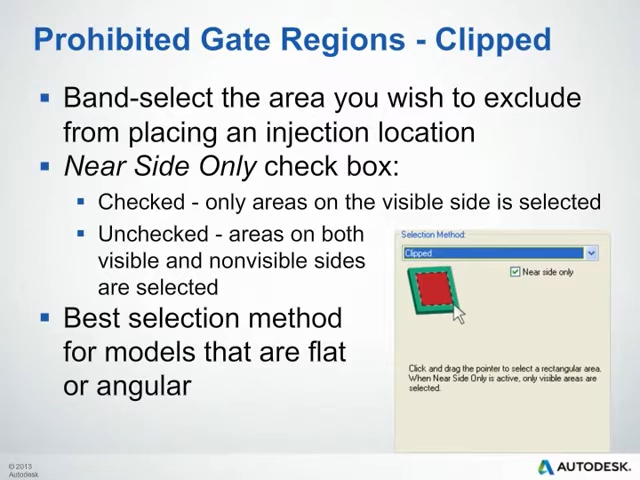 Prohibited Gate Regions - Clipped
Band-select the area you wish to exclude
from placing an injection location
Near Side Only check box:
Checked - only areas on the visible side is selected
Unchecked - areas on both
visible and nonvisible sides
are selected
Best selection method
for models that are flat
or angular
Selection Method:
Clipped
Near side only
Click and drag the pointer to select a rectangular area.
When Near Side Only is active, only visible areas are
selected.
© 2013
Autodesk
AUTODESK.